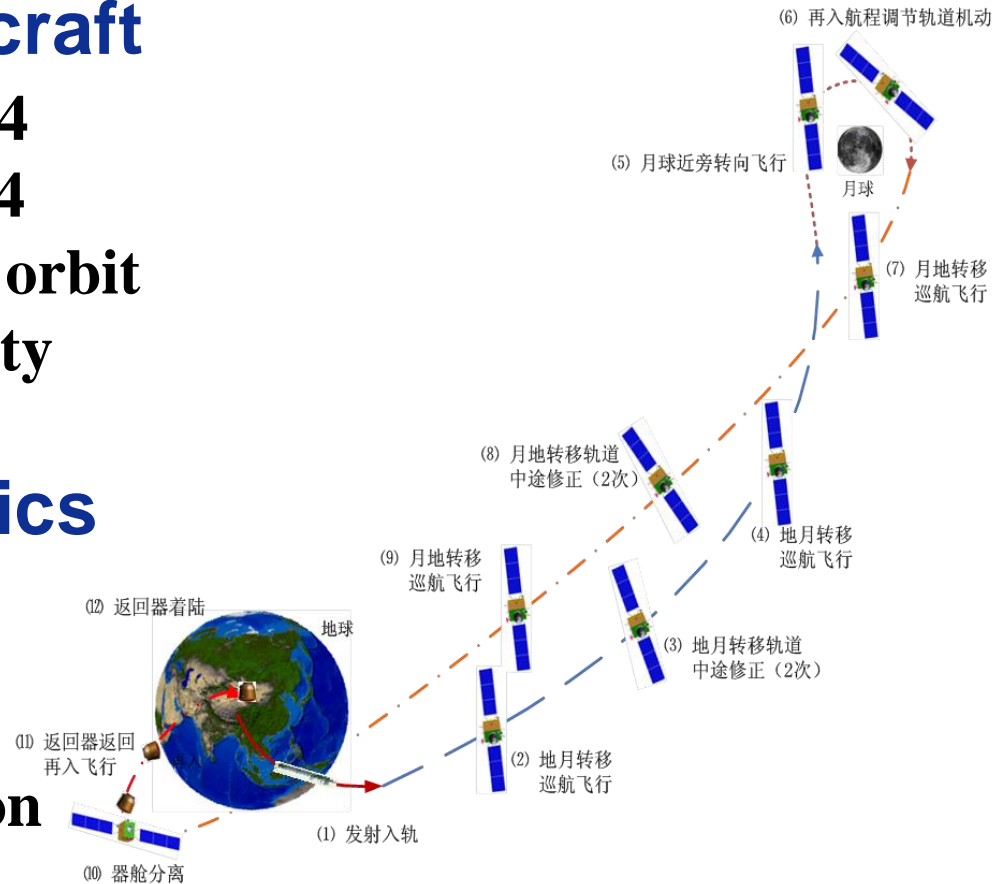 craft
4
4
orbit
ty
ics
on
⑹ 再入航程调节轨道机动
⑸ 月球近旁转向飞行
月球
⑺ 月地转移
巡航飞行
⑻ 月地转移轨道
中途修正（2次）
⑷ 地月转移
巡航飞行
⑼ 月地转移
巡航飞行
⑿ 返回器着陆
地球
⑶ 地月转移轨道
中途修正（2次）
⑾ 返回器返回
再入飞行
再入
⑵ 地月转移
巡航飞行
⑴ 发射入轨
⑽ 器舱分离